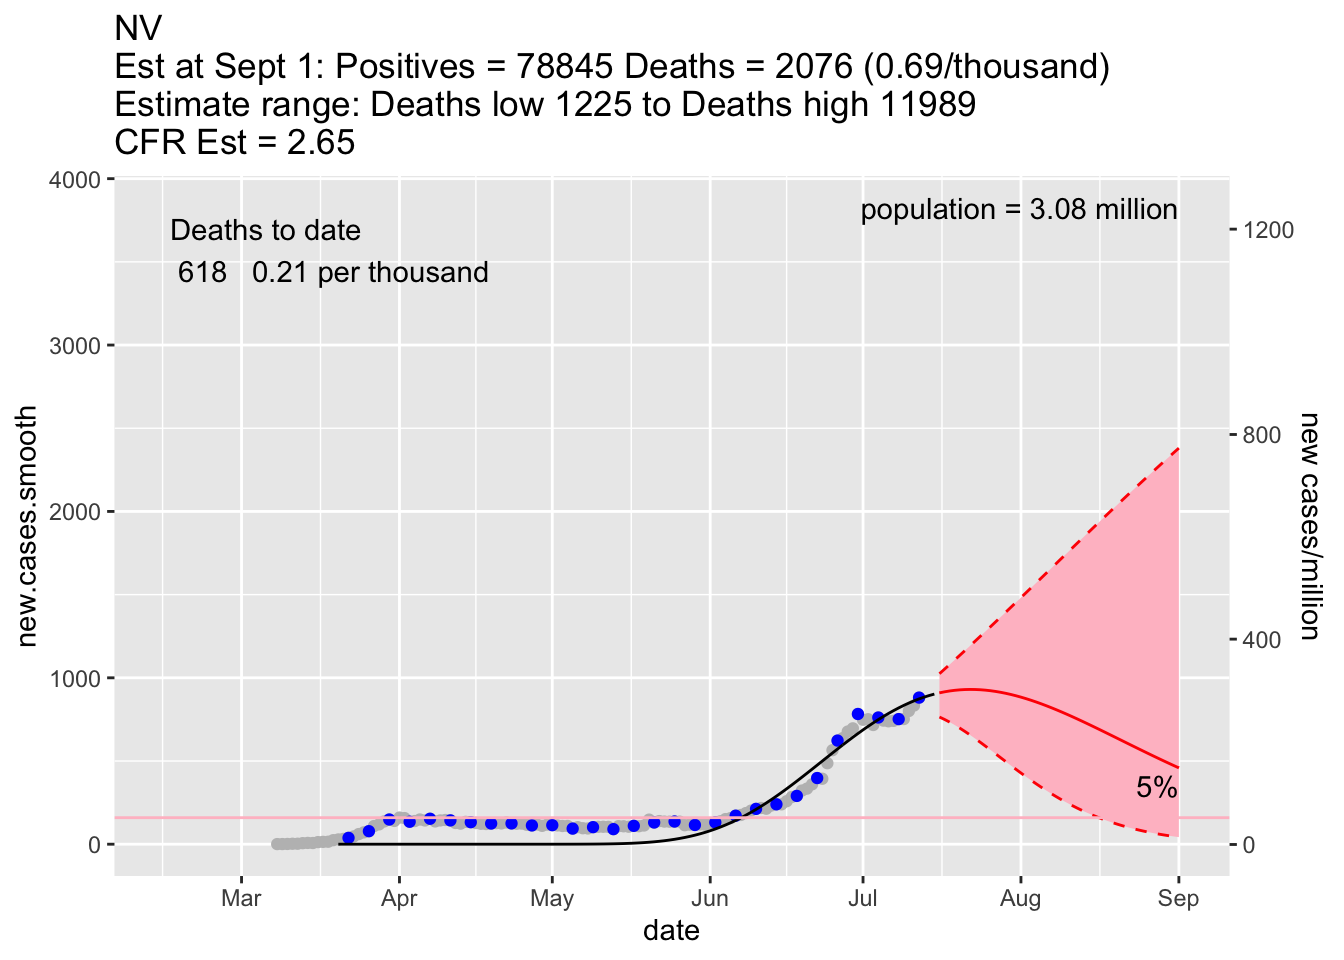 NV
Est at Sept 1: Positives = 78845 Deaths = 2076 (0.69/thousand)
Estimate range: Deaths low 1225 to Deaths high 11989
CFR Est = 2.65
4000
3000
2000
1000
0
new.cases.smooth
Deaths to date
618 0.21 per thousand
population = 3.08 million
5%
1200
800
400
0
new cases/million
Mar Apr May Jun Jul Aug Sep
date